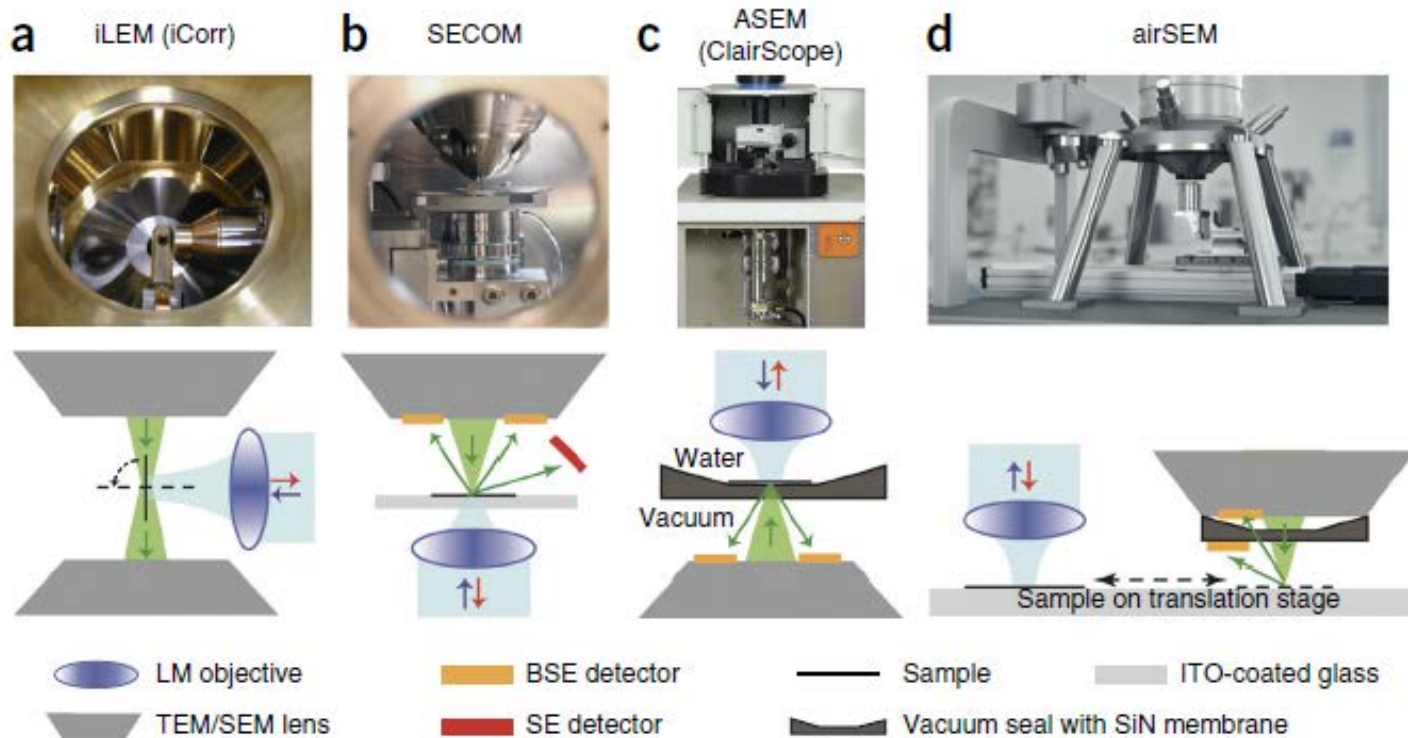 a iLEM (iCorr)
b SECOM
c ASEM
(ClairScope)
d airSEM
Water
Vacuum
Sample on translation stage
LM objective
BSE detector
Sample
ITO-coated glass
TEM/SEM lens
SE detector
Vacuum seal with SiN membrane